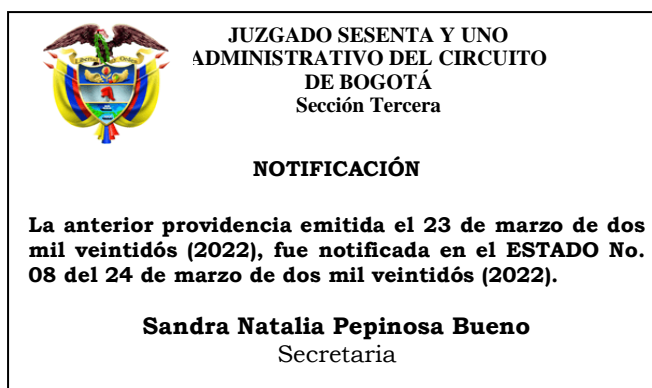 JUZGADO SESENTA Y UNO
ADMINISTRATIVO DEL CIRCUITO
DE BOGOTÁ
Sección Tercera
NOTIFICACIÓN
La anterior providencia emitida el 23 de marzo de dos
mil veintidós (2022), fue notificada en el ESTADO No.
08 del 24 de marzo de dos mil veintidós (2022).
Sandra Natalia Pepinosa Bueno
Secretaria